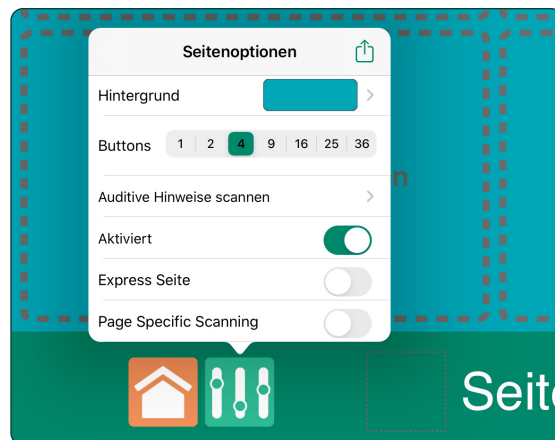 Seitenoptionen
Hintergrund
Buttons 1 2 4 9 16 25 36
Auditive Hinweise scannen
n
Aktiviert
Express Seite
Page Specific Scanning
Seite